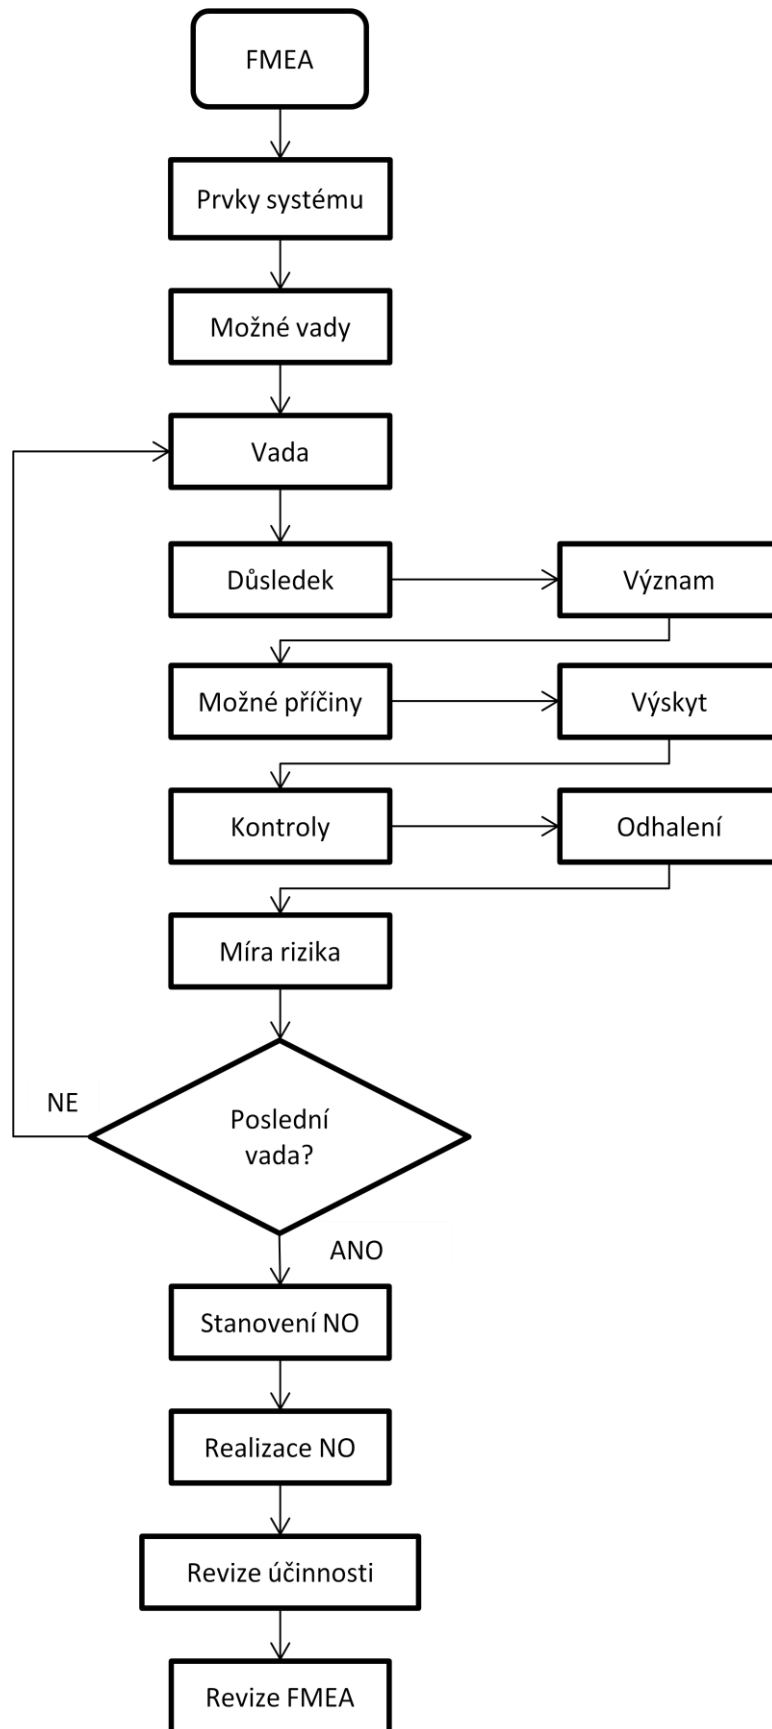 FMEA
Prvky systému
Možné vady
Vada
Důsledek
Význam
Možné příčiny
Výskyt
Kontroly
Odhalení
Míra rizika
NE
Poslední
vada?
ANO
Stanovení NO
Realizace NO
Revize účinnosti
Revize FMEA